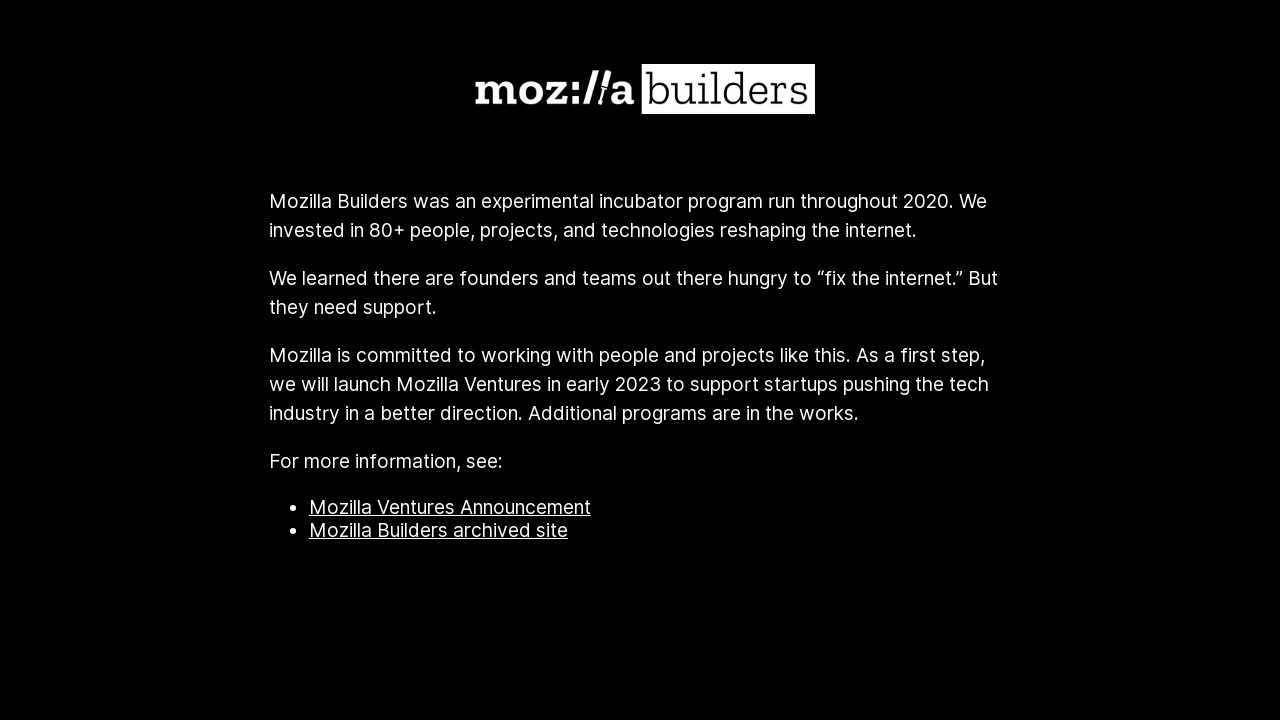 moz://a builders
Mozilla Builders was an experimental incubator program run throughout 2020. We
invested in 80+ people, projects, and technologies reshaping the internet.
We learned there are founders and teams out there hungry to “fix the internet.” But
they need support.
Mozilla is committed to working with people and projects like this. As a first step,
we will launch Mozilla Ventures in early 2023 to support startups pushing the tech
industry in a better direction. Additional programs are in the works.
For more information, see:
• Mozilla Ventures Announcement
• Mozilla Builders archived site